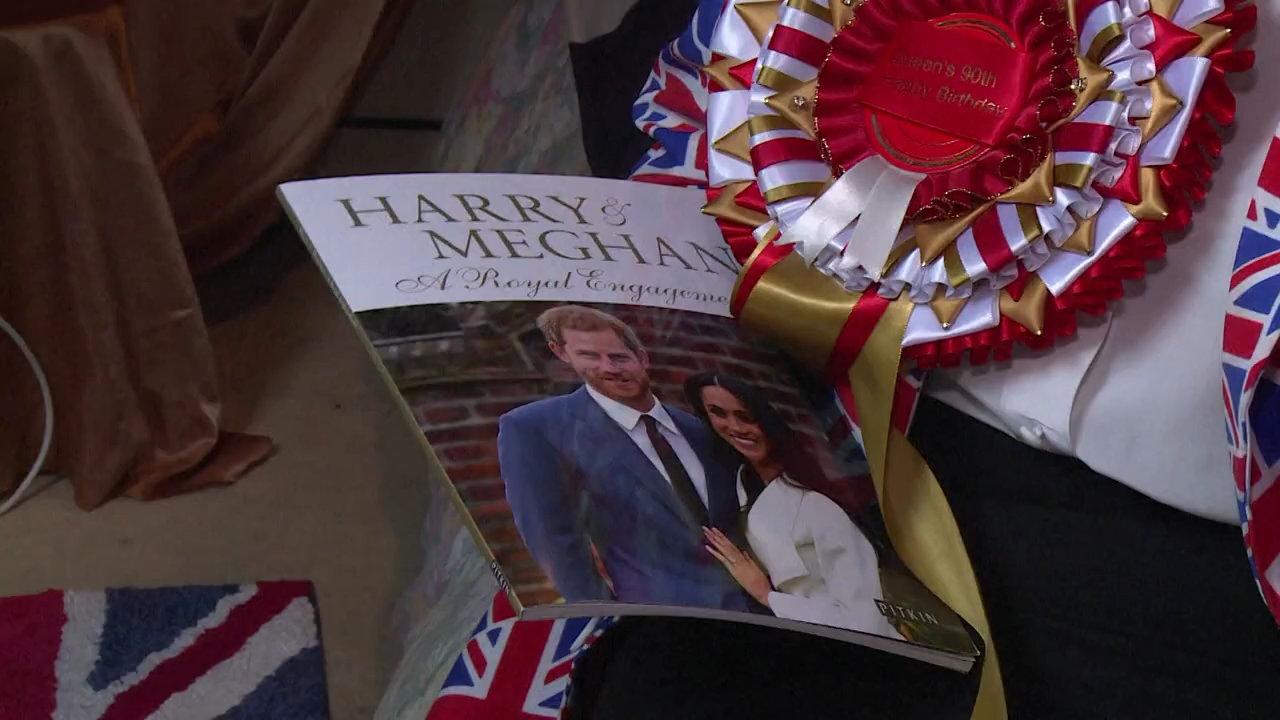 HARRY &
MEGHAN
A Royal Engageme
Queen's 90th
Happy Birthday
PITKIN